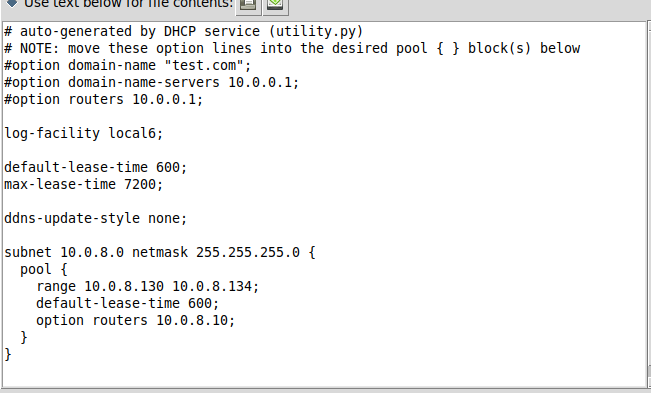 Use text below for file contents:
# auto-generated by DHCP service (utility.py)
# NOTE: move these option lines into the desired pool { } block(s) below
#option domain-name "test.com";
#option domain-name-servers 10.0.0.1;
#option routers 10.0.0.1;

log-facility local6;

default-lease-time 600;
max-lease-time 7200;

ddns-update-style none;

subnet 10.0.8.0 netmask 255.255.255.0 {
  pool {
    range 10.0.8.130 10.0.8.134;
    default-lease-time 600;
    option routers 10.0.8.10;
  }
}